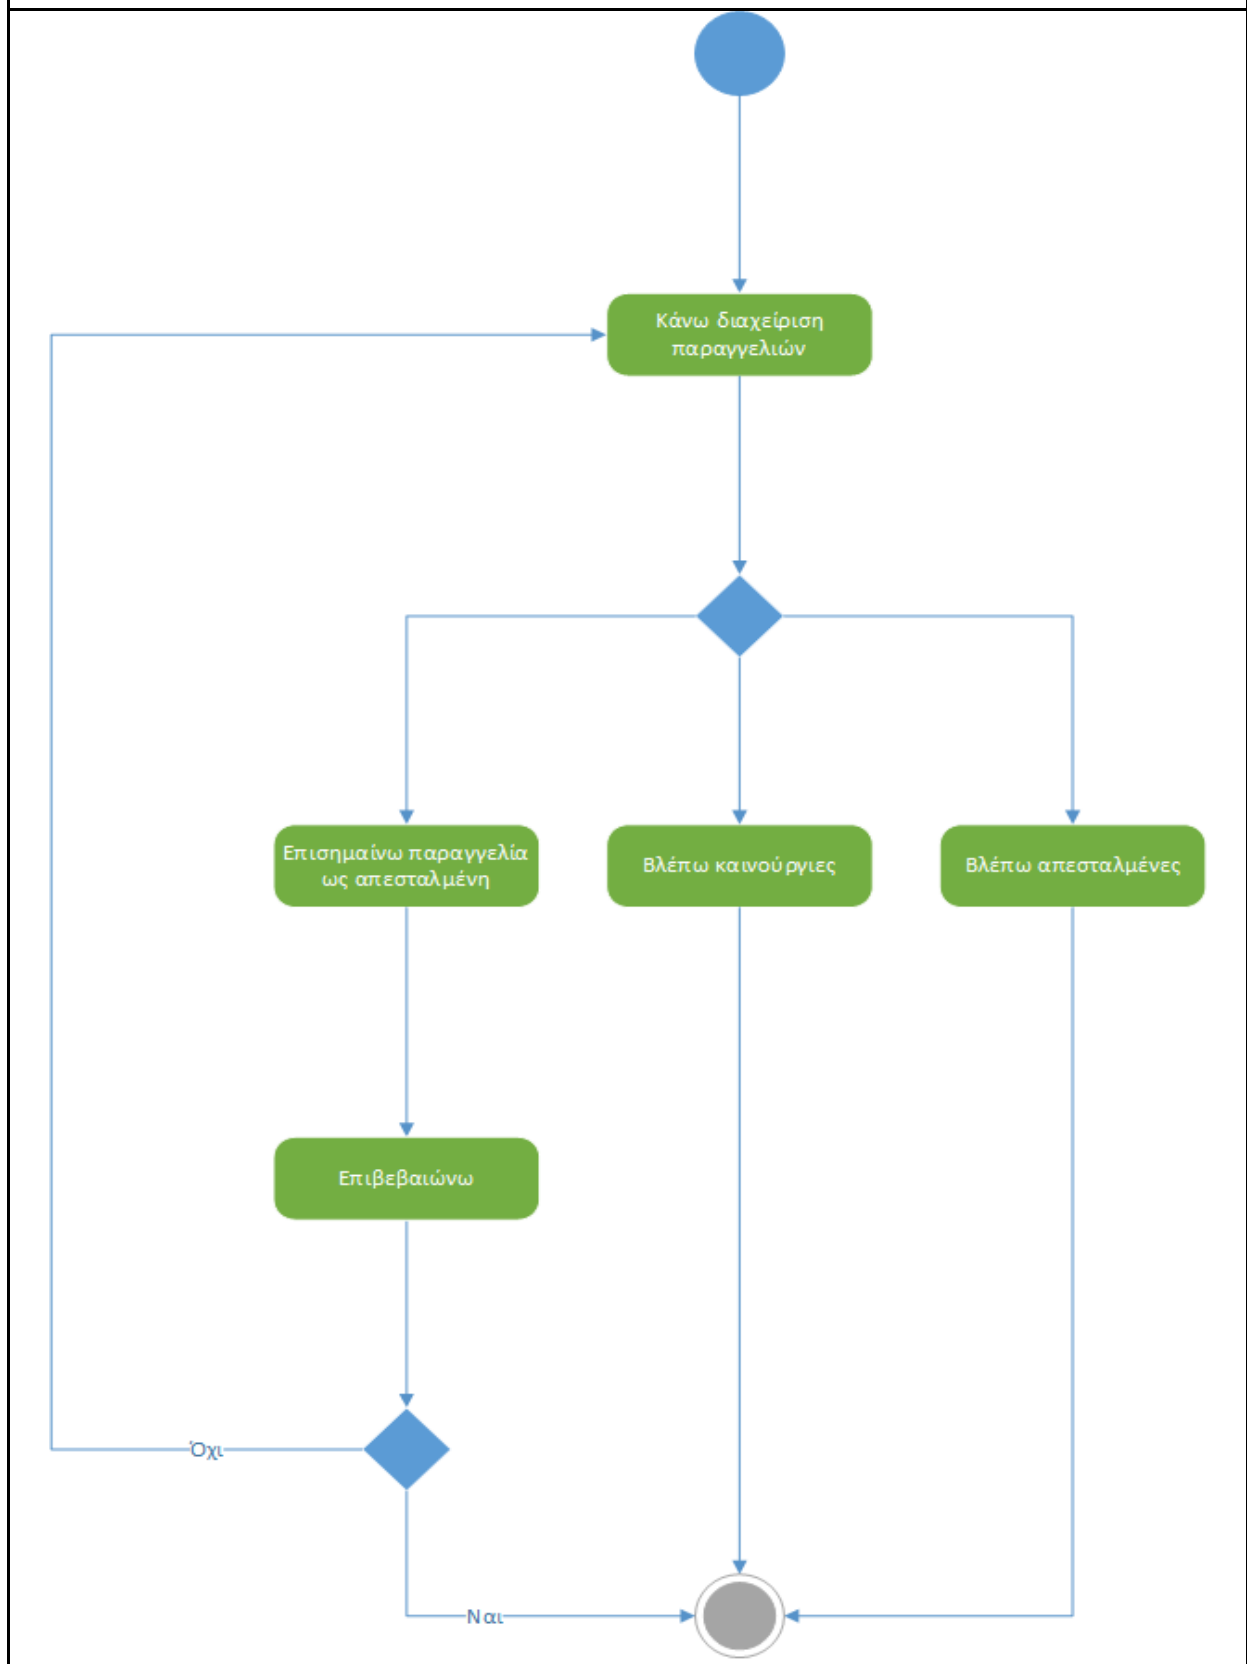 Κάνω διαχείριση
παραγγελιών
Επισημαίνω παραγγελία
ως απεσταλμένη
Βλέπω καινούργιες
Βλέπω απεσταλμένες
Επιβεβαιώνω
Όχι
Ναι